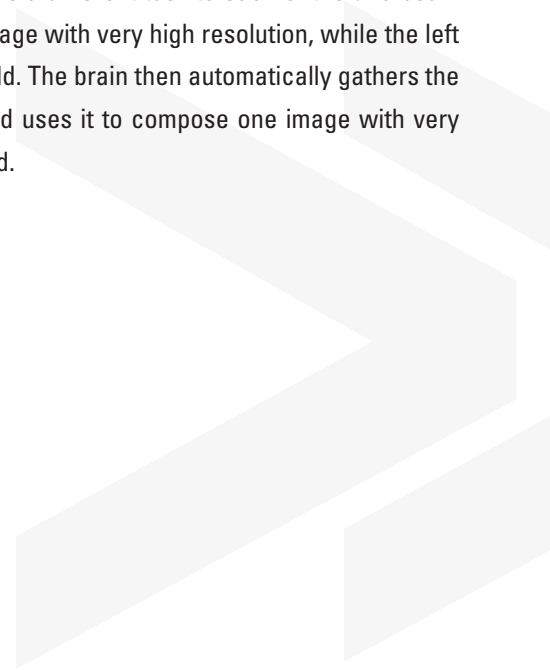 age with very high resolution, while the left
ld. The brain then automatically gathers the
d uses it to compose one image with very
d.